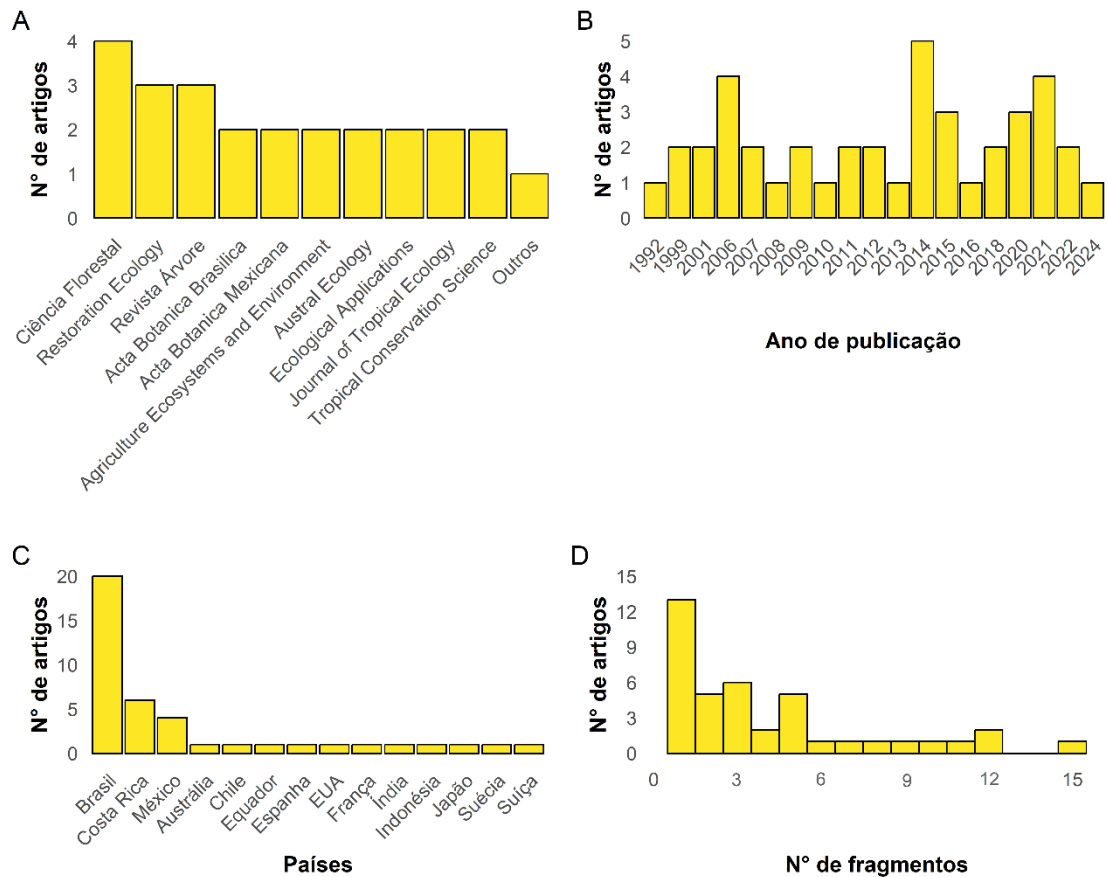 A
N° de artigos
4
3
2
1
0
Ciência Florestal
Restoration Ecology
Revista Árvore
Acta Botanica Brasilica
Acta Botanica Mexicana
Agriculture Ecosystems and Environment
Austral Ecology
Ecological Applications
Journal of Tropical Ecology
Tropical Conservation Science
Outros
B
N° de artigos
5
4
3
2
1
0
1992
1999
2001
2006
2007
2008
2009
2010
2011
2012
2013
2014
2015
2016
2018
2020
2021
2022
2024
Ano de publicação
C
N° de artigos
20
15
10
5
0
Brasil
Costa Rica
México
Austrália
Chile
Equador
Espanha
EUA
França
Índia
Indonésia
Japão
Suécia
Suíça
Países
D
N° de artigos
15
12
9
6
3
0
0 3 6 9 12 15
N° de fragmentos